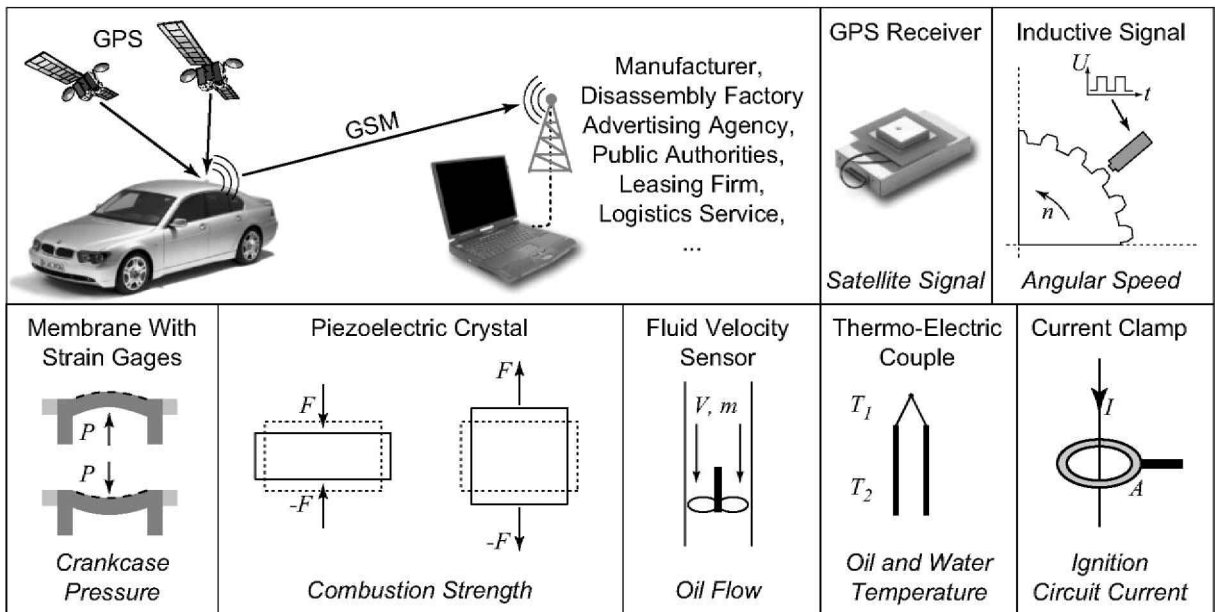 GPS
GSM
Manufacturer,
Disassembly Factory
Advertising Agency,
Public Authorities,
Leasing Firm,
Logistics Service,
...
GPS Receiver
Satellite Signal
Inductive Signal
U
t
n
Angular Speed
Membrane With
Strain Gages
P
P
Crankcase
Pressure
Piezoelectric Crystal
F
-F
F
-F
Combustion Strength
Fluid Velocity
Sensor
V, m
Oil Flow
Thermo-Electric
Couple
T1
T2
Oil and Water
Temperature
Current Clamp
I
A
Ignition
Circuit Current